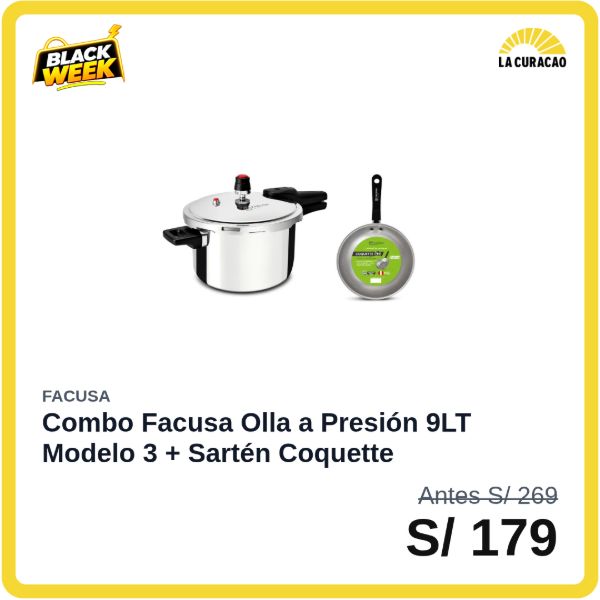 BLACK
WEEK
LA CURACAO
FACUSA
Combo Facusa Olla a Presión 9LT
Modelo 3 + Sartén Coquette
Antes S/ 269
S/ 179